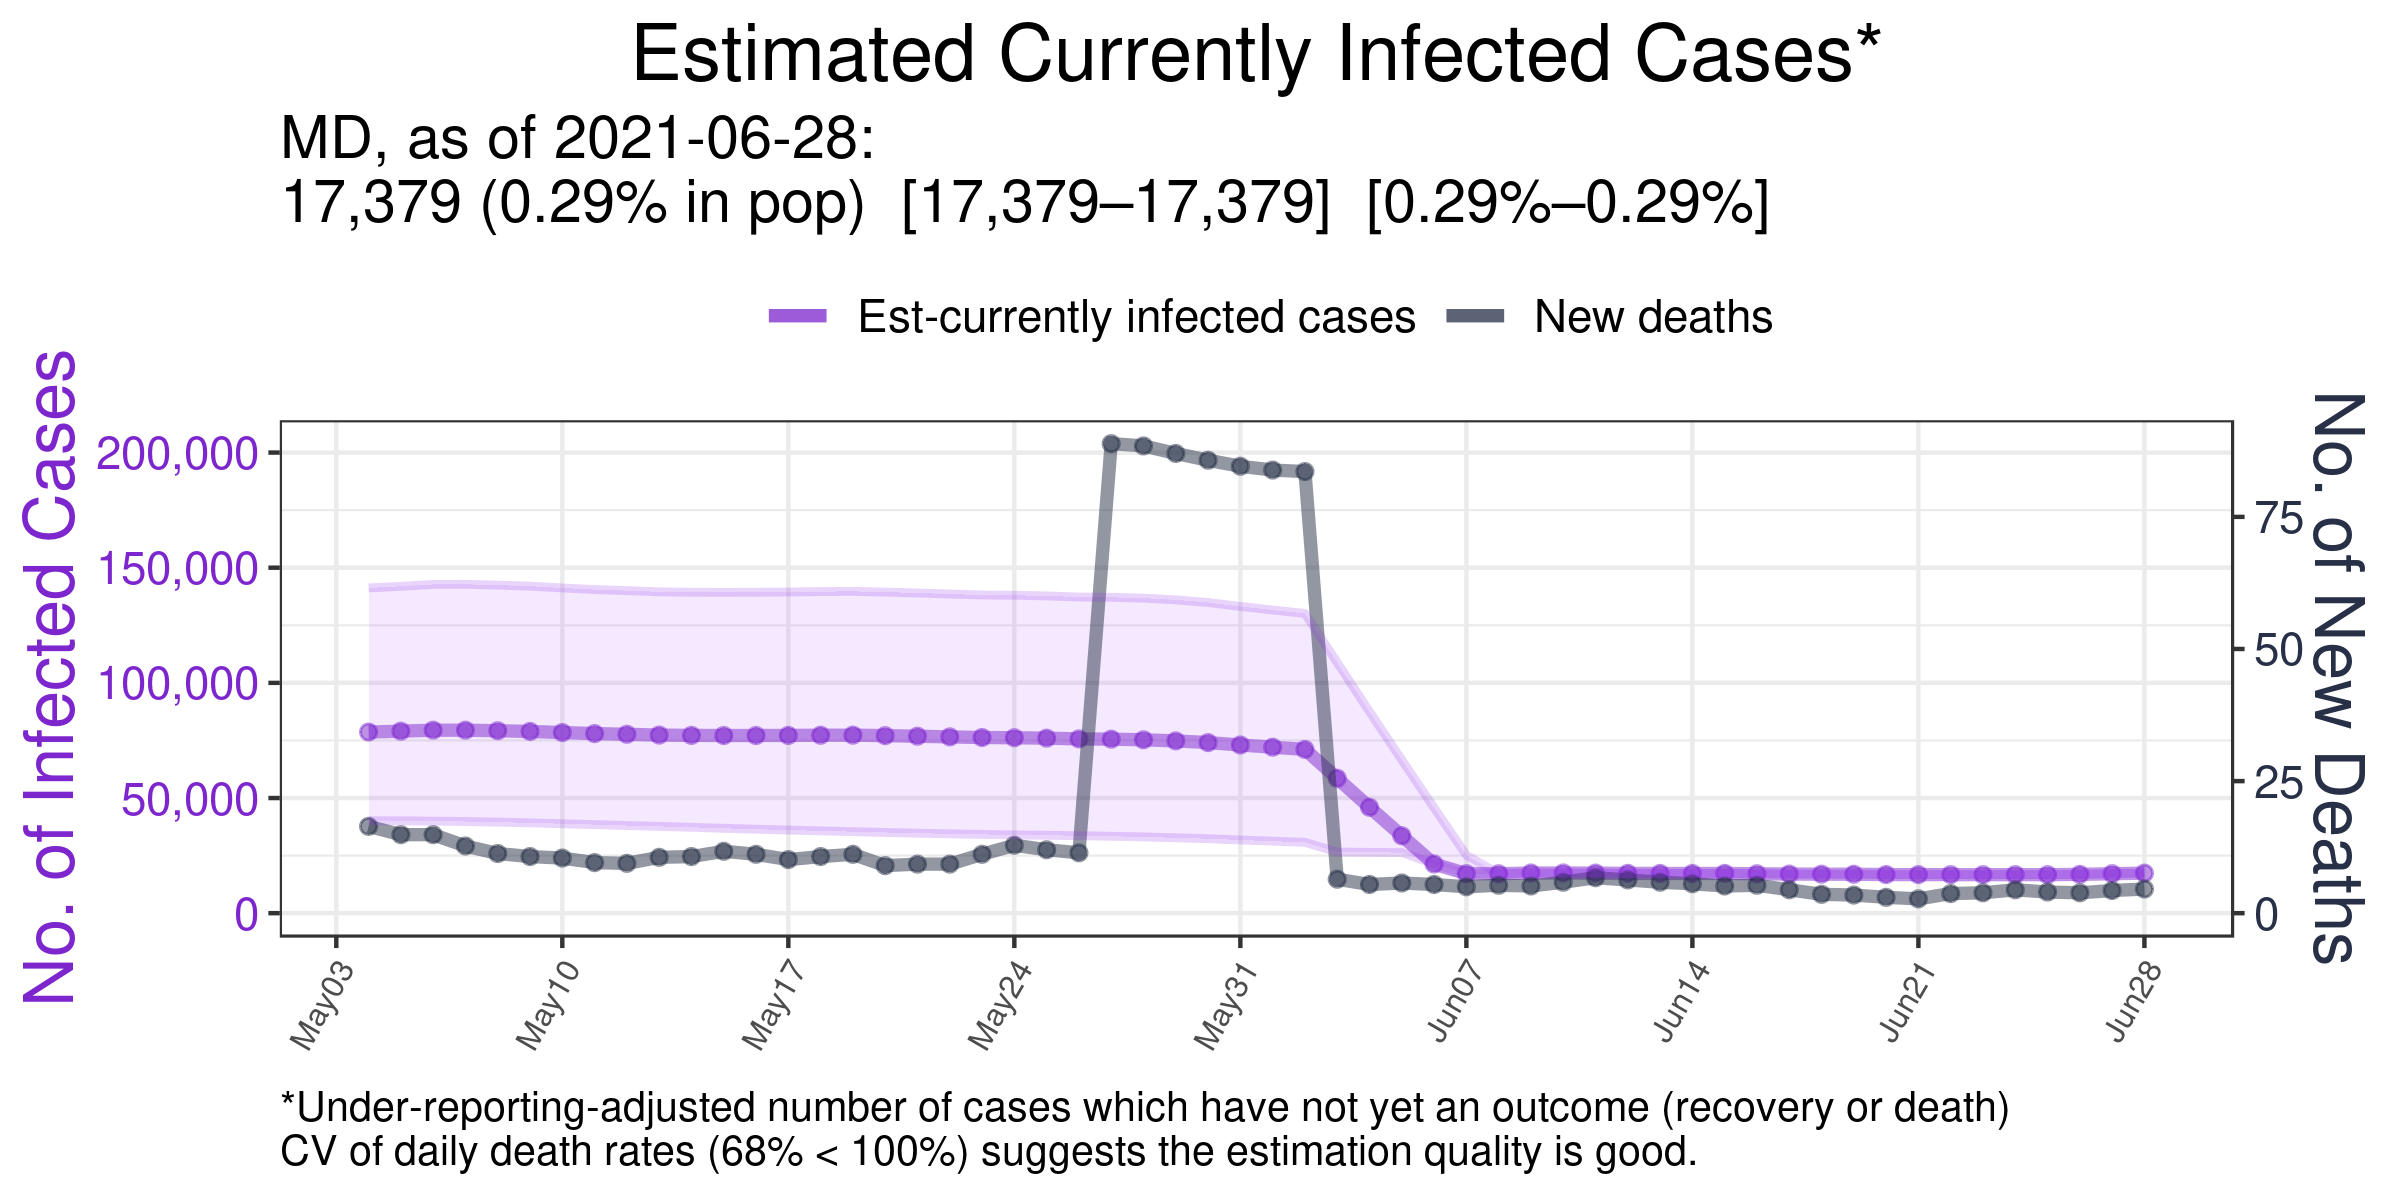 Estimated Currently Infected Cases*
MD, as of 2021-06-28:
17,379 (0.29% in pop)  [17,379–17,379]  [0.29%–0.29%]
Est-currently infected cases
New deaths
No. of Infected Cases
200,000
150,000
100,000
50,000
0
No. of New Deaths
75
50
25
0
May03
May10
May17
May24
May31
Jun07
Jun14
Jun21
Jun28
*Under-reporting-adjusted number of cases which have not yet an outcome (recovery or death)
CV of daily death rates (68% < 100%) suggests the estimation quality is good.